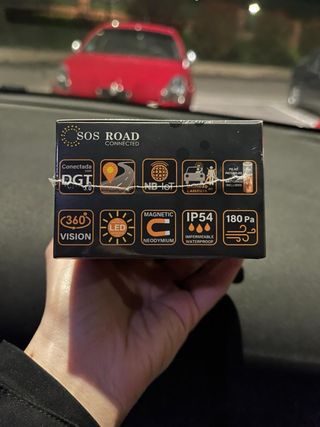 SOS ROAD
CONNECTED
Conectada
DGT
NB-IoT
360°
VISION
LED
MAGNETIC
NEODYMIUM
IP54
IMPERMEABLE
WATERPROOF
180 Pa